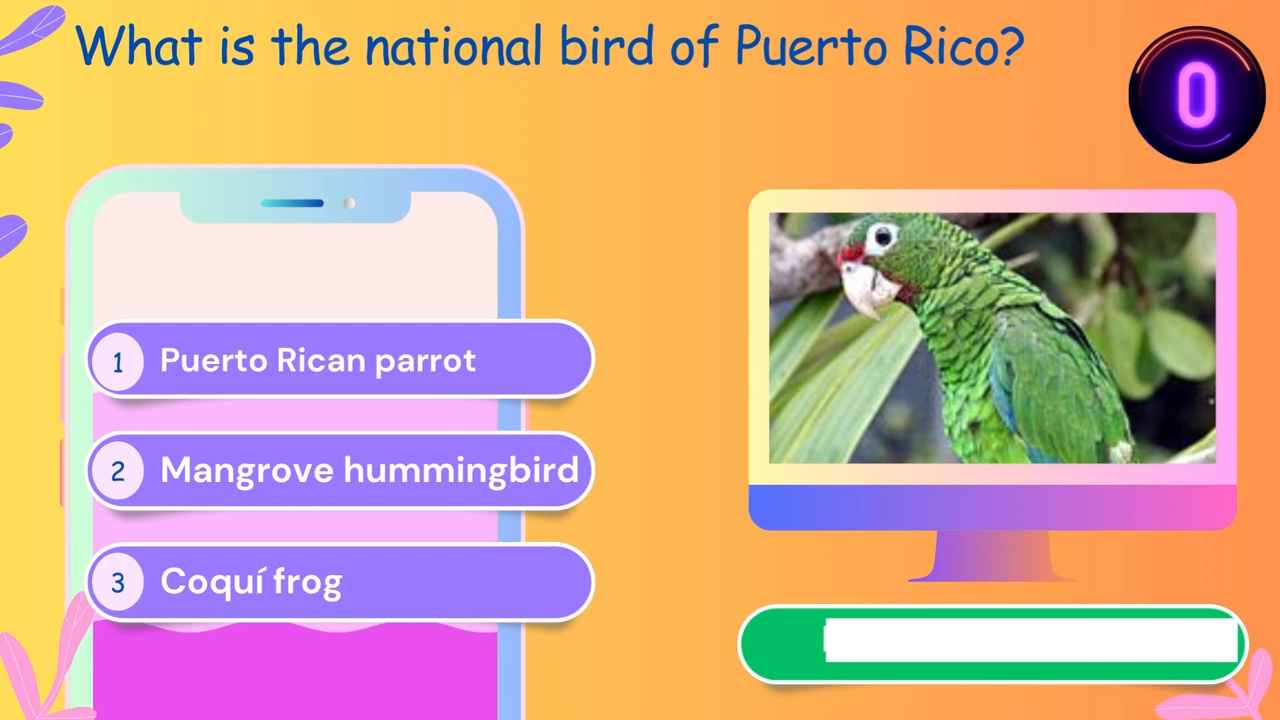 What is the national bird of Puerto Rico?
0
1 Puerto Rican parrot
2 Mangrove hummingbird
3 Coquí frog